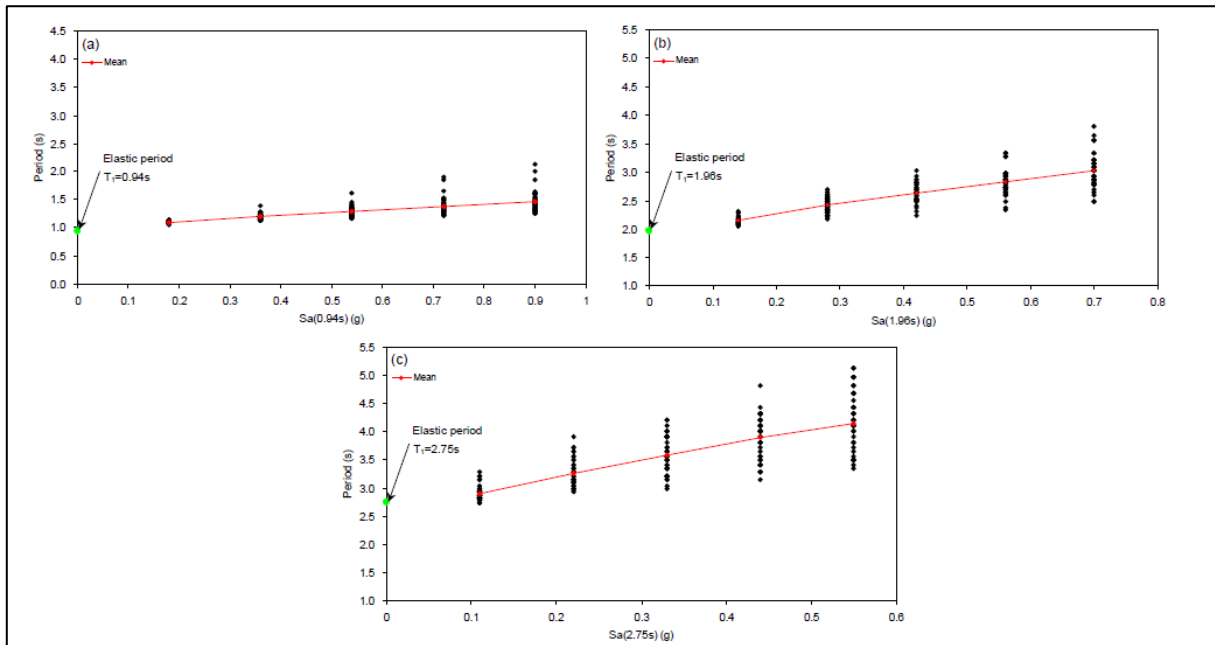 (a)
Mean
Period (s)
4.5
4.0
3.5
3.0
2.5
2.0
1.5
1.0
0.5
0.0
Elastic period
T1=0.94s
0 0.1 0.2 0.3 0.4 0.5 0.6 0.7 0.8 0.9 1
Sa(0.94s) (g)
(b)
Mean
Period (s)
5.5
5.0
4.5
4.0
3.5
3.0
2.5
2.0
1.5
1.0
Elastic period
T1=1.96s
0 0.1 0.2 0.3 0.4 0.5 0.6 0.7 0.8
Sa(1.96s) (g)
(c)
Mean
Period (s)
5.5
5.0
4.5
4.0
3.5
3.0
2.5
2.0
1.5
1.0
Elastic period
T1=2.75s
0 0.1 0.2 0.3 0.4 0.5 0.6
Sa(2.75s) (g)